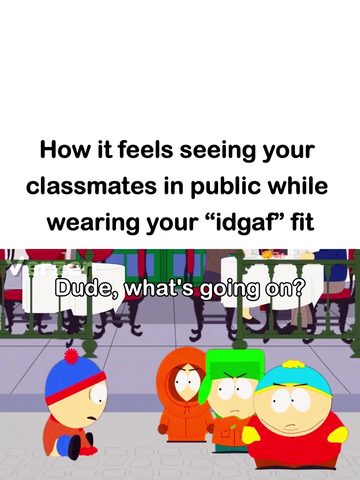 How it feels seeing your
classmates in public while
wearing your “idgaf” fit
Dude, what's going on?